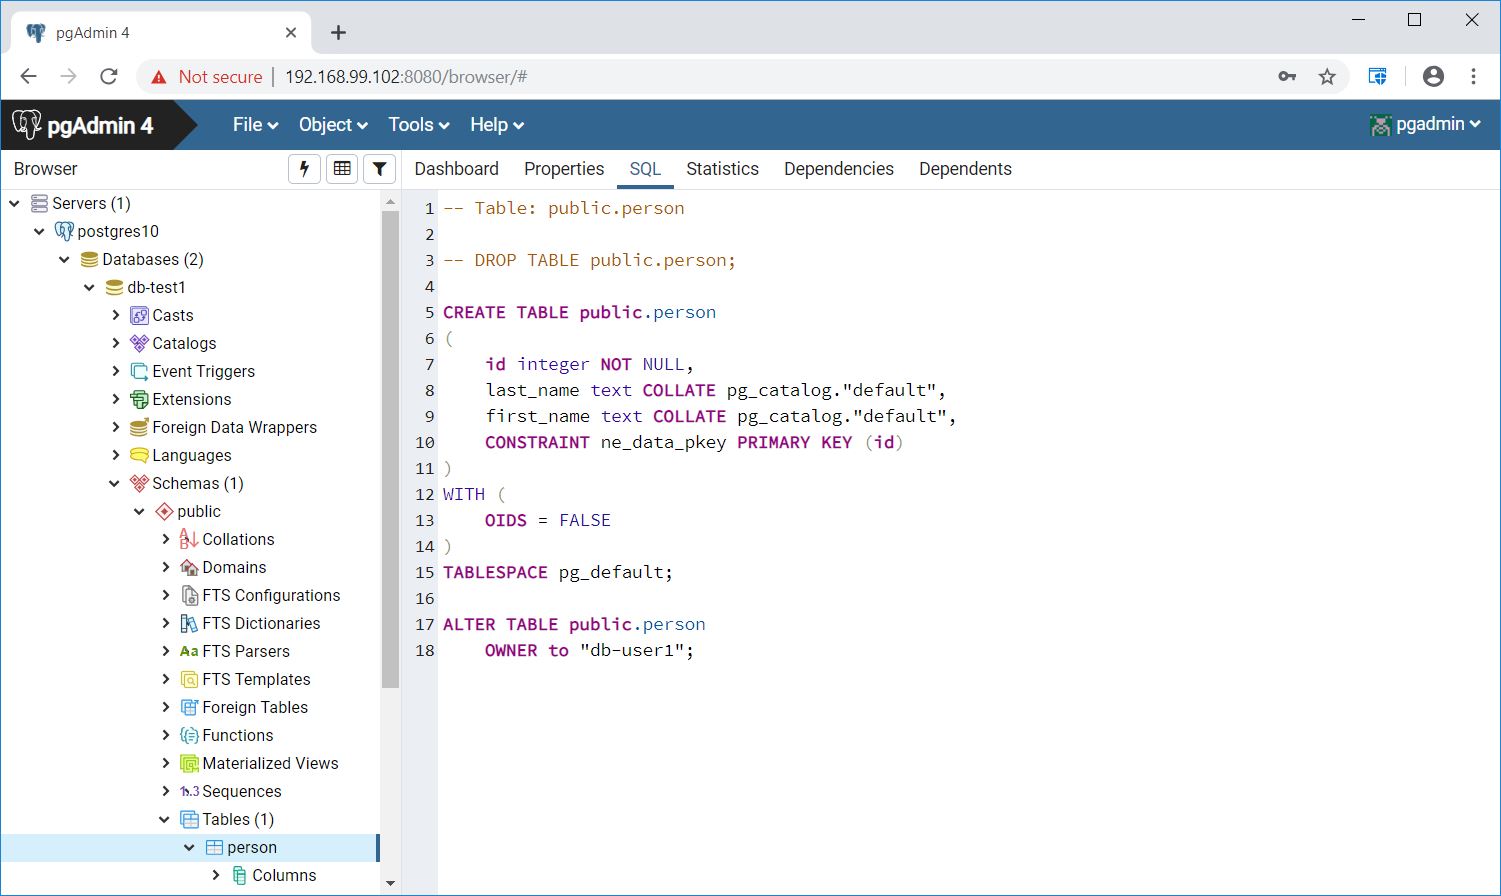 pgAdmin 4
Not secure | 192.168.99.102:8080/browser/#
pgAdmin 4 File Object Tools Help pgadmin
Browser Dashboard Properties SQL Statistics Dependencies Dependents
Servers (1)
postgres10
Databases (2)
db-test1
Casts
Catalogs
Event Triggers
Extensions
Foreign Data Wrappers
Languages
Schemas (1)
public
Collations
Domains
FTS Configurations
FTS Dictionaries
Aa FTS Parsers
FTS Templates
Foreign Tables
Functions
Materialized Views
1..3 Sequences
Tables (1)
person
Columns
1 -- Table: public.person
2
3 -- DROP TABLE public.person;
4
5 CREATE TABLE public.person
6 (
7     id integer NOT NULL,
8     last_name text COLLATE pg_catalog."default",
9     first_name text COLLATE pg_catalog."default",
10     CONSTRAINT ne_data_pkey PRIMARY KEY (id)
11 )
12 WITH (
13     OIDS = FALSE
14 )
15 TABLESPACE pg_default;
16
17 ALTER TABLE public.person
18     OWNER to "db-user1";